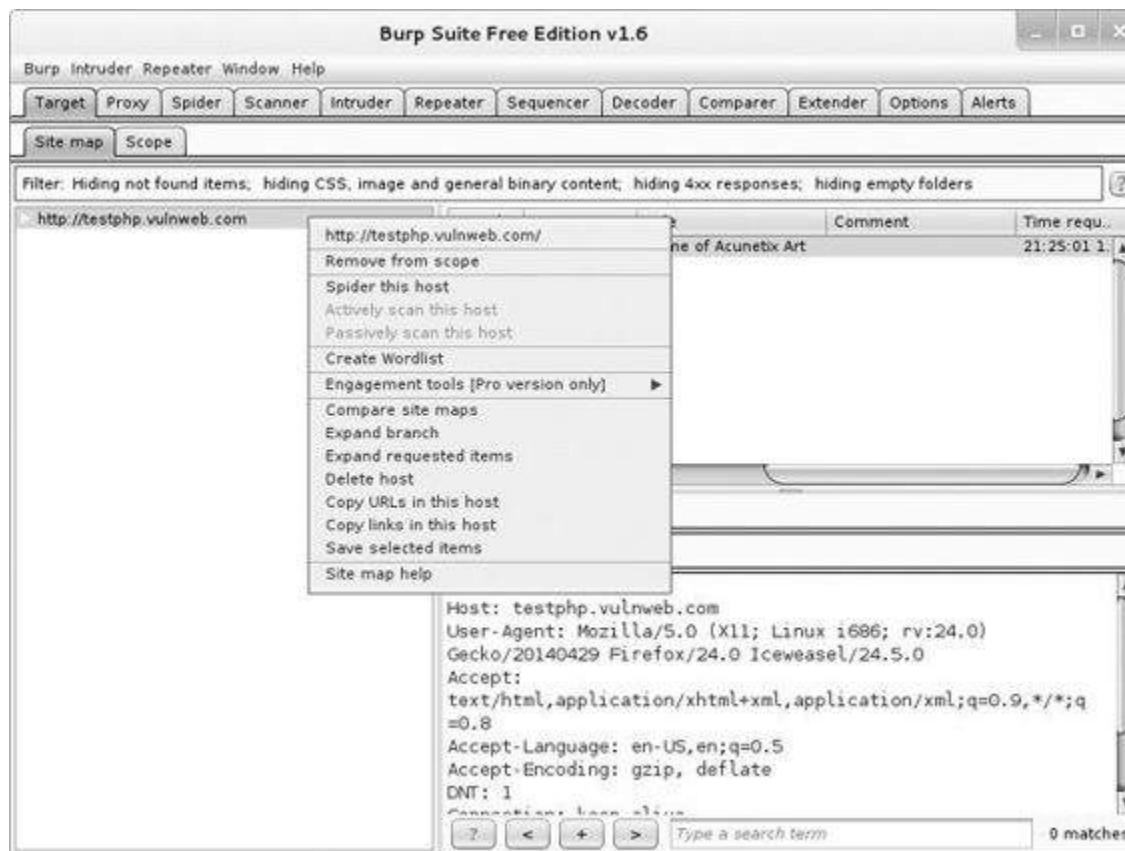 Burp Suite Free Edition v1.6
Burp Intruder Repeater Window Help
Target Proxy Spider Scanner Intruder Repeater Sequencer Decoder Comparer Extender Options Alerts
Site map Scope
Filter: Hiding not found items; hiding CSS, image and general binary content; hiding 4xx responses; hiding empty folders ?
http://testphp.vulnweb.com
Comment Time requ..
http://testphp.vulnweb.com/
of Acunetix Art 21:25:01 1.
Remove from scope
Spider this host
Actively scan this host
Passively scan this host
Create Wordlist
Engagement tools [Pro version only]
Compare site maps
Expand branch
Expand requested items
Delete host
Copy URLs in this host
Copy links in this host
Save selected items
Site map help
Host: testphp.vulnweb.com
User-Agent: Mozilla/5.0 (X11; Linux i686; rv:24.0)
Gecko/20140429 Firefox/24.0 Iceweasel/24.5.0
Accept:
text/html,application/xhtml+xml,application/xml;q=0.9,*/*;q
=0.8
Accept-Language: en-US,en;q=0.5
Accept-Encoding: gzip, deflate
DNT: 1
? < + > Type a search term 0 matches